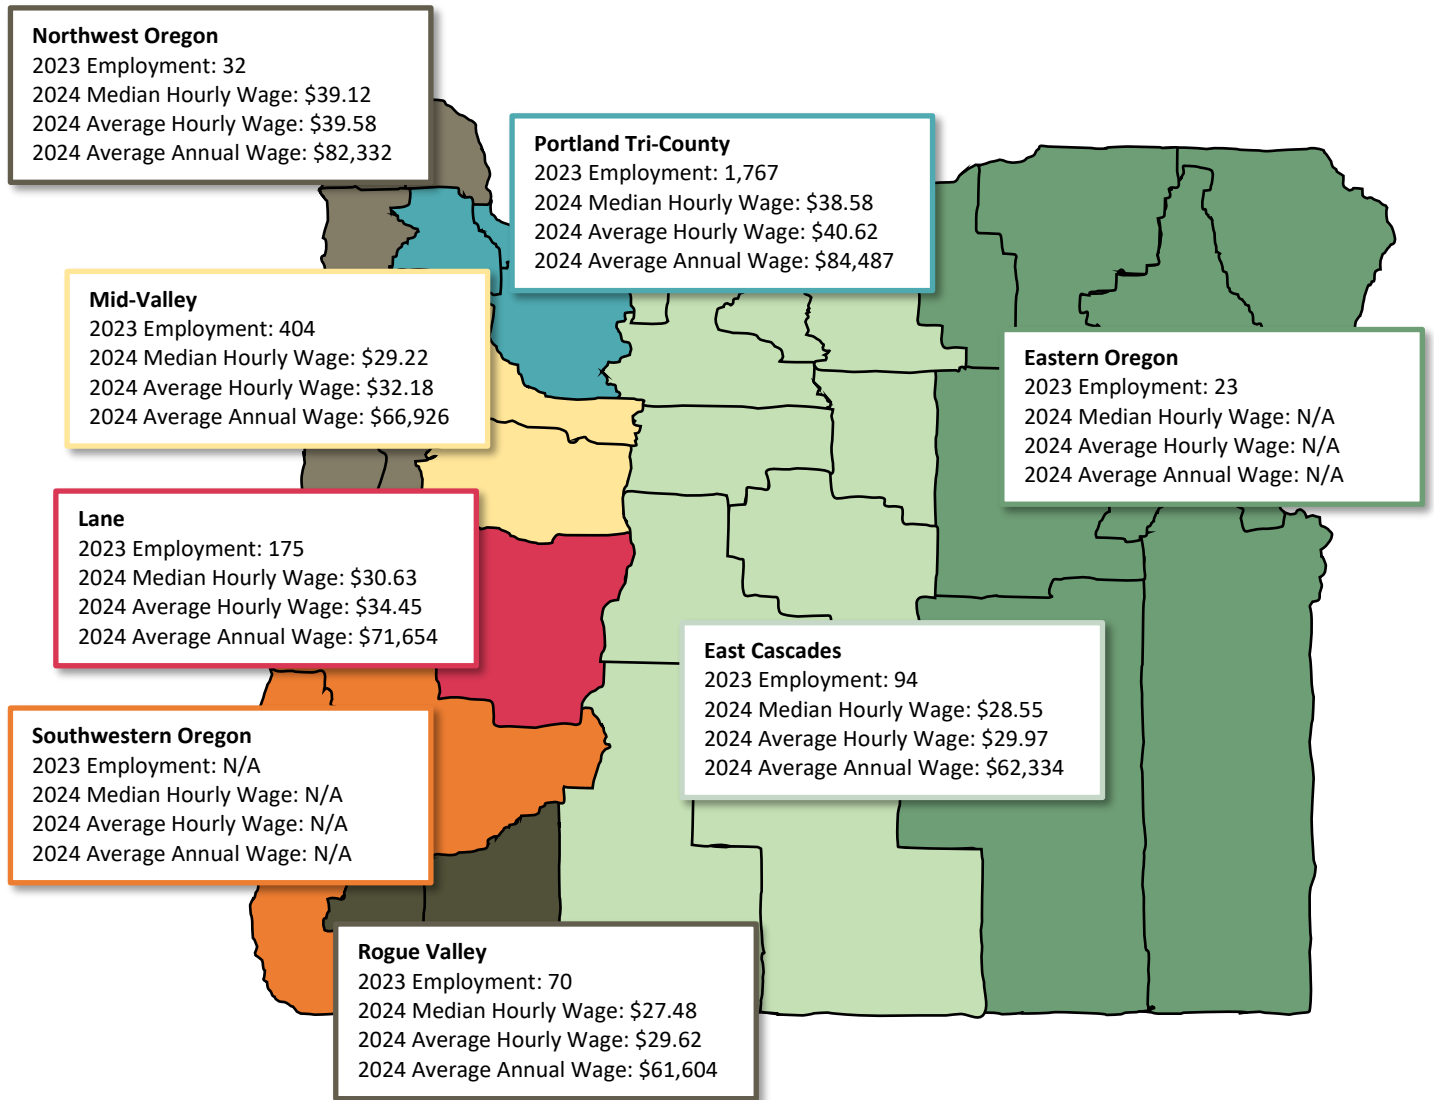 Northwest Oregon
2023 Employment: 32
2024 Median Hourly Wage: $39.12
2024 Average Hourly Wage: $39.58
2024 Average Annual Wage: $82,332
Portland Tri-County
2023 Employment: 1,767
2024 Median Hourly Wage: $38.58
2024 Average Hourly Wage: $40.62
2024 Average Annual Wage: $84,487
Mid-Valley
2023 Employment: 404
2024 Median Hourly Wage: $29.22
2024 Average Hourly Wage: $32.18
2024 Average Annual Wage: $66,926
Eastern Oregon
2023 Employment: 23
2024 Median Hourly Wage: N/A
2024 Average Hourly Wage: N/A
2024 Average Annual Wage: N/A
Lane
2023 Employment: 175
2024 Median Hourly Wage: $30.63
2024 Average Hourly Wage: $34.45
2024 Average Annual Wage: $71,654
East Cascades
2023 Employment: 94
2024 Median Hourly Wage: $28.55
2024 Average Hourly Wage: $29.97
2024 Average Annual Wage: $62,334
Southwestern Oregon
2023 Employment: N/A
2024 Median Hourly Wage: N/A
2024 Average Hourly Wage: N/A
2024 Average Annual Wage: N/A
Rogue Valley
2023 Employment: 70
2024 Median Hourly Wage: $27.48
2024 Average Hourly Wage: $29.62
2024 Average Annual Wage: $61,604